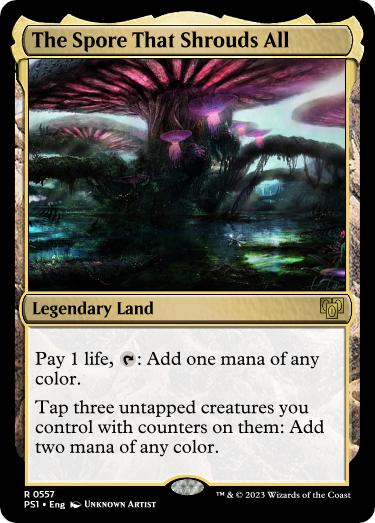 The Spore That Shrouds All
Legendary Land
Pay 1 life, : Add one mana of any
color.
Tap three untapped creatures you
control with counters on them: Add
two mana of any color.
R 0557
PS1 • Eng Unknown Artist
™ & © 2023 Wizards of the Coast